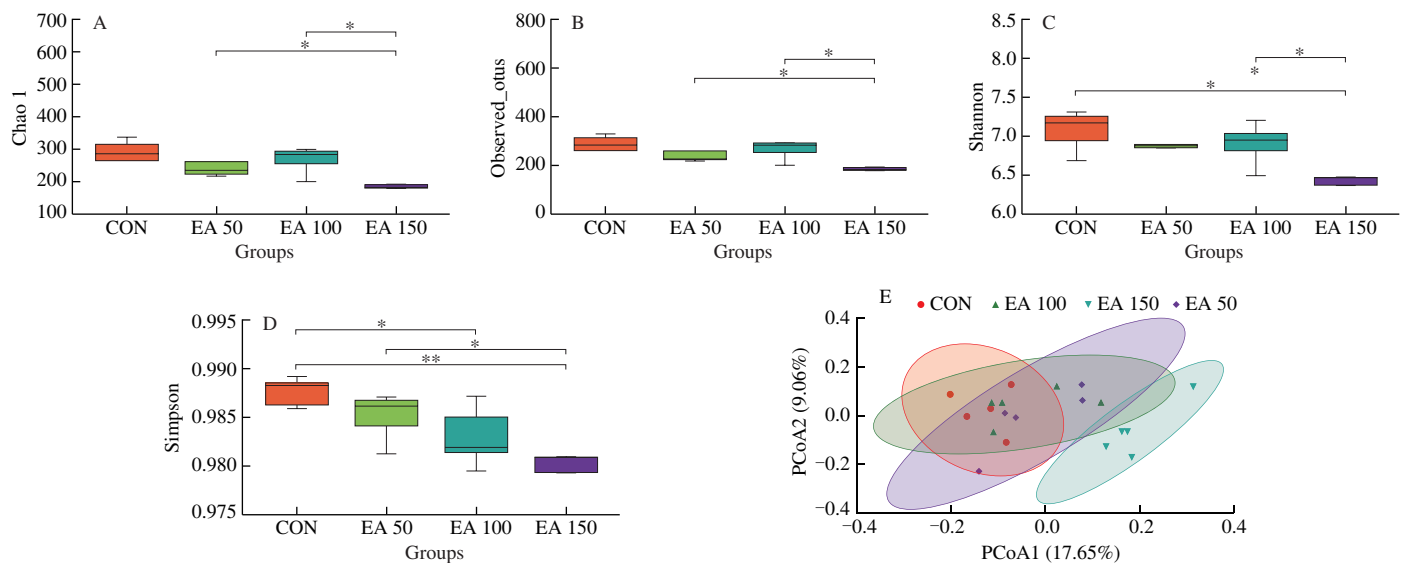 A
Chao 1
700
600
500
400
300
200
100
*
*
CON EA 50 EA 100 EA 150
Groups
B
Observed_otus
800
600
400
200
0
*
*
CON EA 50 EA 100 EA 150
Groups
C
Shannon
8.5
8.0
7.5
7.0
6.5
6.0
*
*
*
CON EA 50 EA 100 EA 150
Groups
D
Simpson
0.995
0.990
0.985
0.980
0.975
*
*
**
CON EA 50 EA 100 EA 150
Groups
E
CON EA 100 EA 150 EA 50
PCoA2 (9.06%)
0.4
0.2
0.0
−0.2
−0.4
−0.4 −0.2 0.0 0.2 0.4
PCoA1 (17.65%)